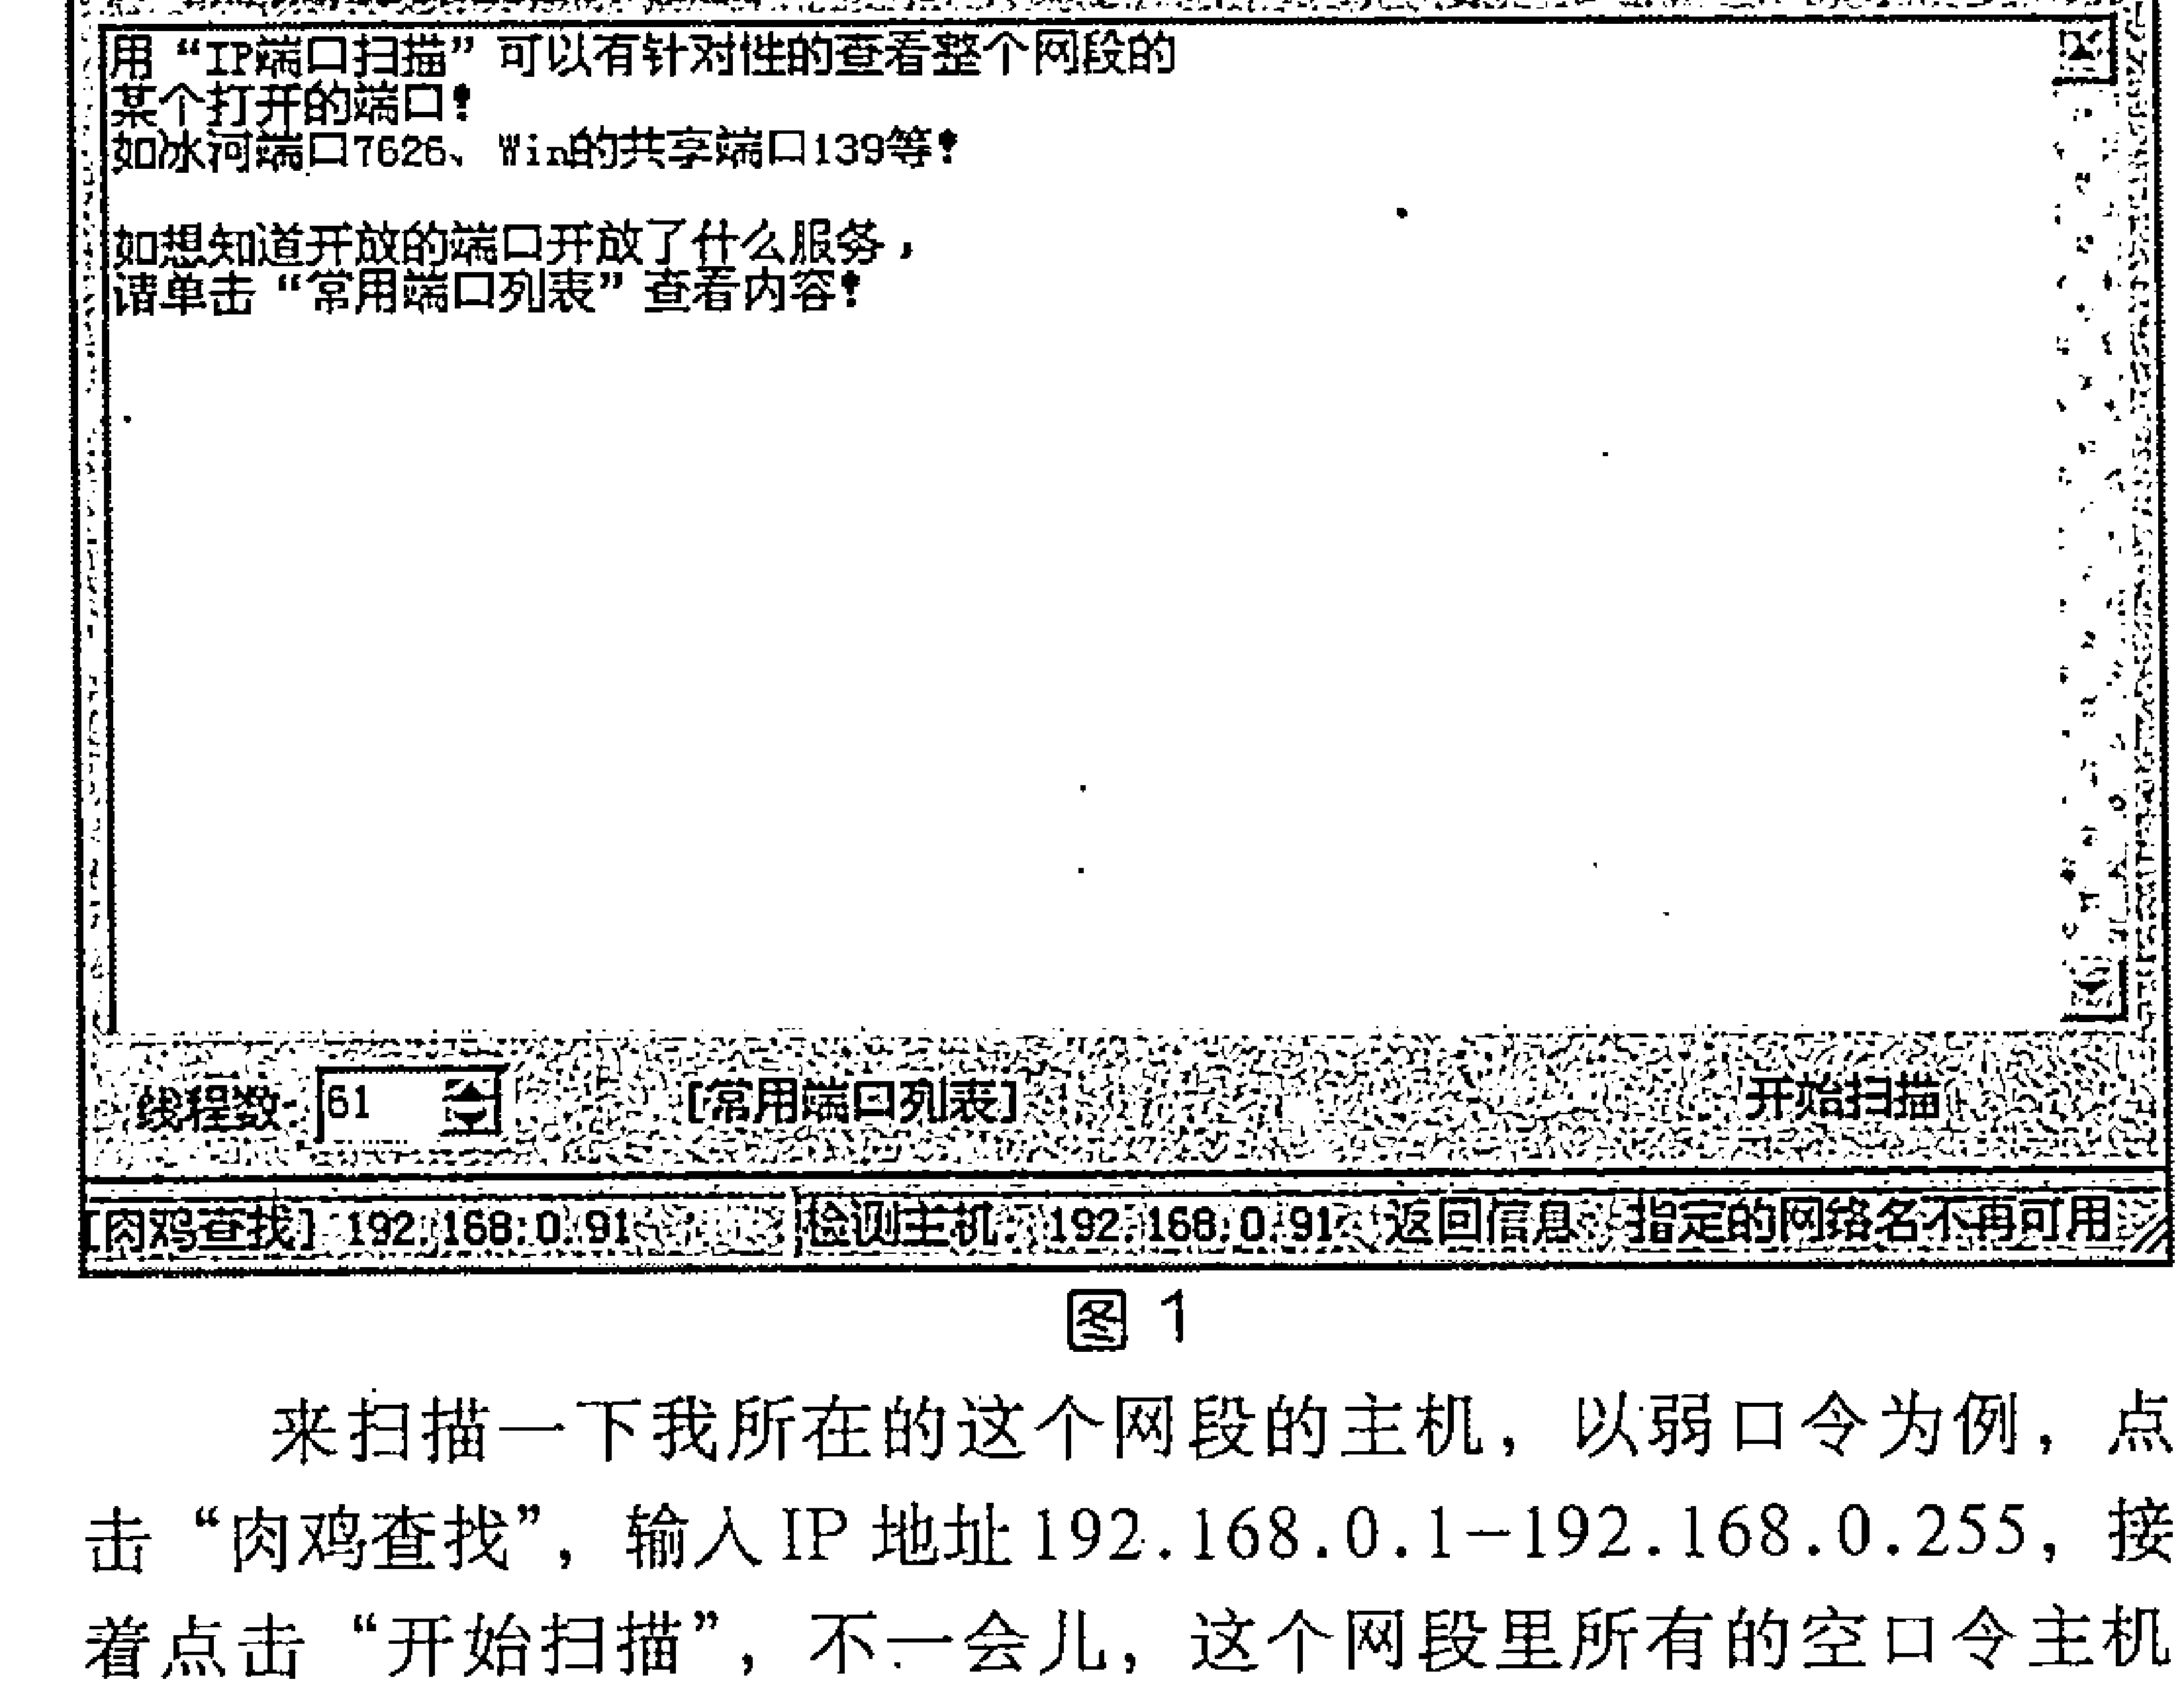 用“IP端口扫描”可以有针对性的查看整个网段的
某个打开的端口！
如冰河端口7626、Win的共享端口139等！
如想知道开放的端口开放了什么服务，
请单击“常用端口列表”查看内容！
线程数: 61 [常用端口列表] 开始扫描
[肉鸡查找] 192.168.0.91 检测主机 192.168.0.91 返回信息 指定的网络名不再可用
图 1
来扫描一下我所在的这个网段的主机，以弱口令为例，点
击“肉鸡查找”，输入IP 地址192.168.0.1-192.168.0.255，接
着点击“开始扫描”，不一会儿，这个网段里所有的空口令主机